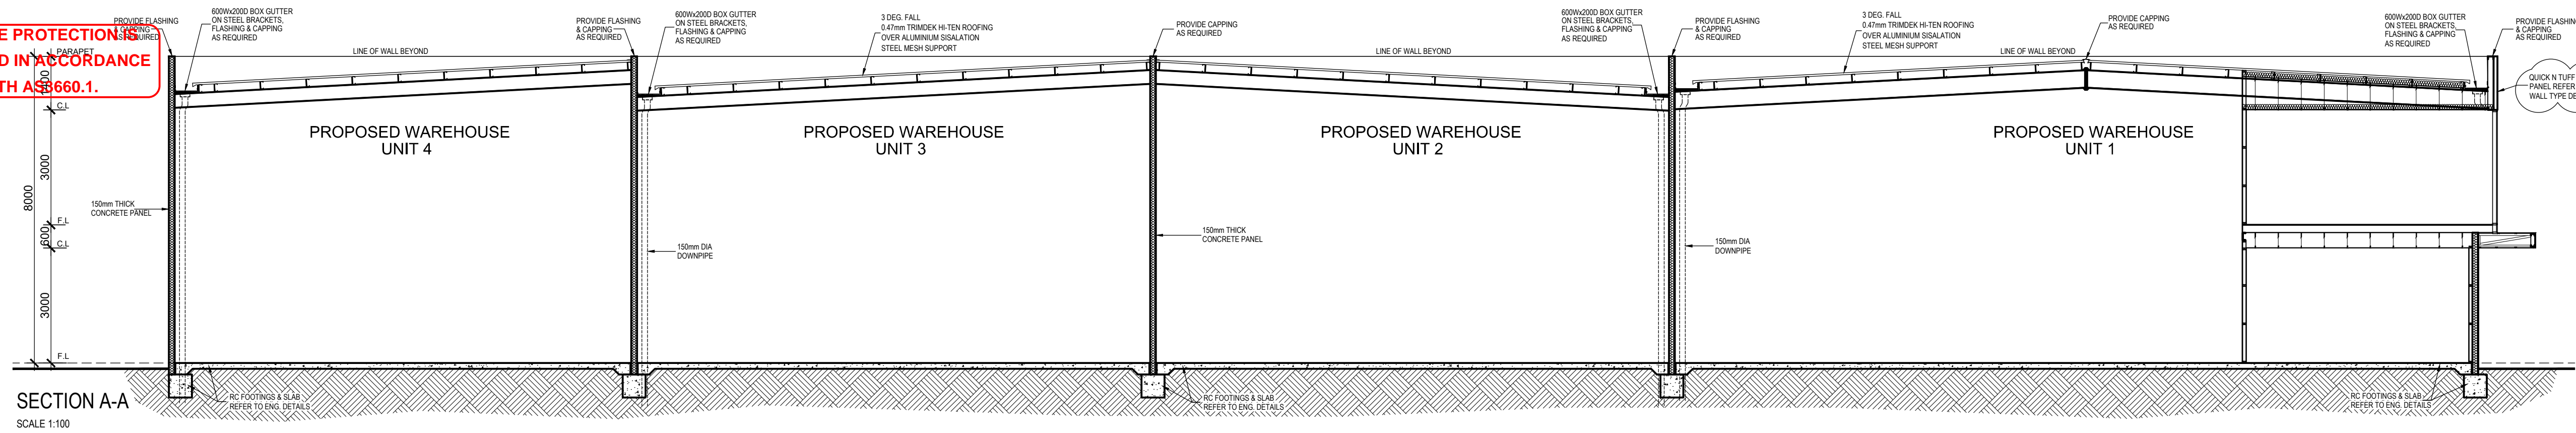 E PROTECTION IS
D IN ACCORDANCE
TH AS3660.1.
PROVIDE FLASHING
& CAPPING
AS REQUIRED
600Wx200D BOX GUTTER
ON STEEL BRACKETS,
FLASHING & CAPPING
AS REQUIRED
LINE OF WALL BEYOND
PROVIDE FLASHING
& CAPPING
AS REQUIRED
600Wx200D BOX GUTTER
ON STEEL BRACKETS,
FLASHING & CAPPING
AS REQUIRED
3 DEG. FALL
0.47mm TRIMDEK HI-TEN ROOFING
OVER ALUMINIUM SISALATION
STEEL MESH SUPPORT
PROVIDE CAPPING
AS REQUIRED
LINE OF WALL BEYOND
600Wx200D BOX GUTTER
ON STEEL BRACKETS,
FLASHING & CAPPING
AS REQUIRED
PROVIDE FLASHING
& CAPPING
AS REQUIRED
3 DEG. FALL
0.47mm TRIMDEK HI-TEN ROOFING
OVER ALUMINIUM SISALATION
STEEL MESH SUPPORT
LINE OF WALL BEYOND
PROVIDE CAPPING
AS REQUIRED
600Wx200D BOX GUTTER
ON STEEL BRACKETS,
FLASHING & CAPPING
AS REQUIRED
PROVIDE FLASHIN
& CAPPING
AS REQUIRED
QUICK N TUFF
PANEL REFER
WALL TYPE DE
PARAPET
C.L
3000
8000
F.L
600
C.L
3000
F.L
PROPOSED WAREHOUSE
UNIT 4
PROPOSED WAREHOUSE
UNIT 3
PROPOSED WAREHOUSE
UNIT 2
PROPOSED WAREHOUSE
UNIT 1
150mm THICK
CONCRETE PANEL
150mm DIA
DOWNPIPE
150mm THICK
CONCRETE PANEL
150mm DIA
DOWNPIPE
RC FOOTINGS & SLAB
REFER TO ENG. DETAILS
RC FOOTINGS & SLAB
REFER TO ENG. DETAILS
RC FOOTINGS & SLAB
REFER TO ENG. DETAILS
SECTION A-A
SCALE 1:100